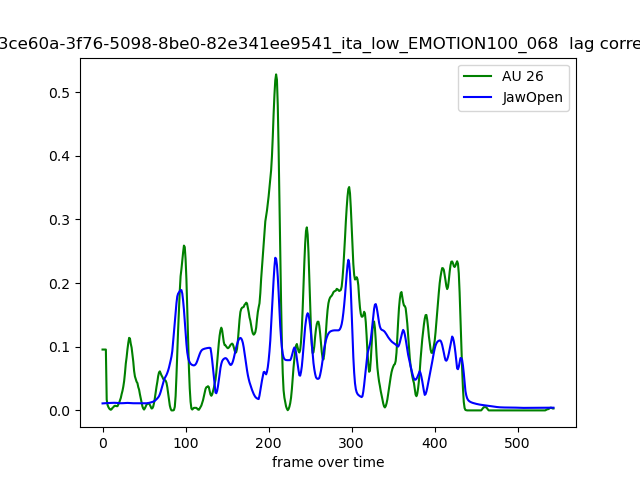 3ce60a-3f76-5098-8be0-82e341ee9541_ita_low_EMOTION100_068  lag corre
AU 26
JawOpen
0.5
0.4
0.3
0.2
0.1
0.0
0 100 200 300 400 500
frame over time